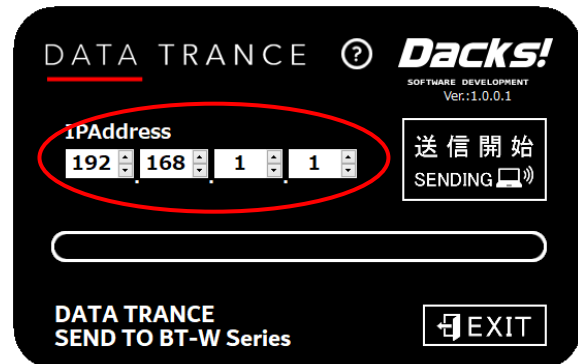 DATA TRANCE ?
Dacks!
SOFTWARE DEVELOPMENT
Ver.:1.0.0.1
IPAddress
192 . 168 . 1 . 1
送信開始
SENDING
DATA TRANCE
SEND TO BT-W Series
EXIT